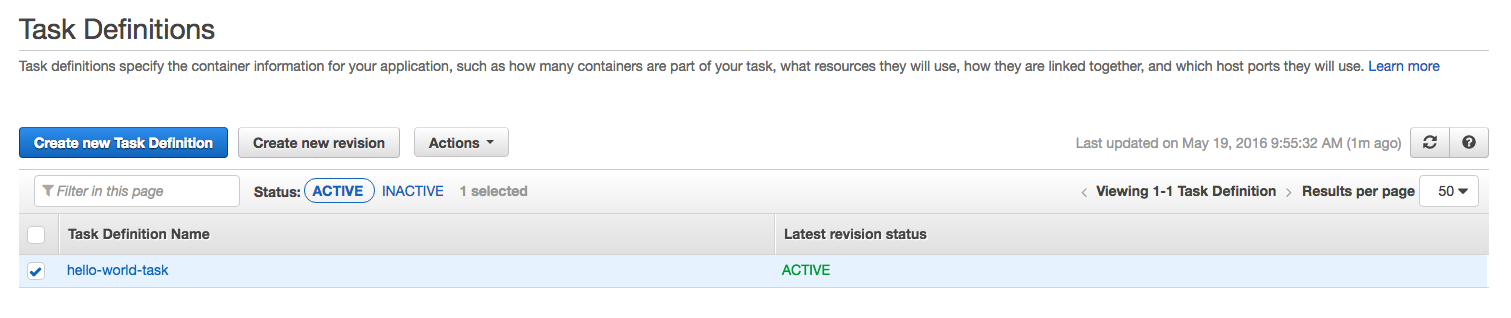 Task Definitions
Task definitions specify the container information for your application, such as how many containers are part of your task, what resources they will use, how they are linked together, and which host ports they will use. Learn more
Create new Task Definition Create new revision Actions Last updated on May 19, 2016 9:55:32 AM (1m ago)
Filter in this page Status: ACTIVE INACTIVE 1 selected < Viewing 1-1 Task Definition > Results per page 50
Task Definition Name Latest revision status
hello-world-task ACTIVE